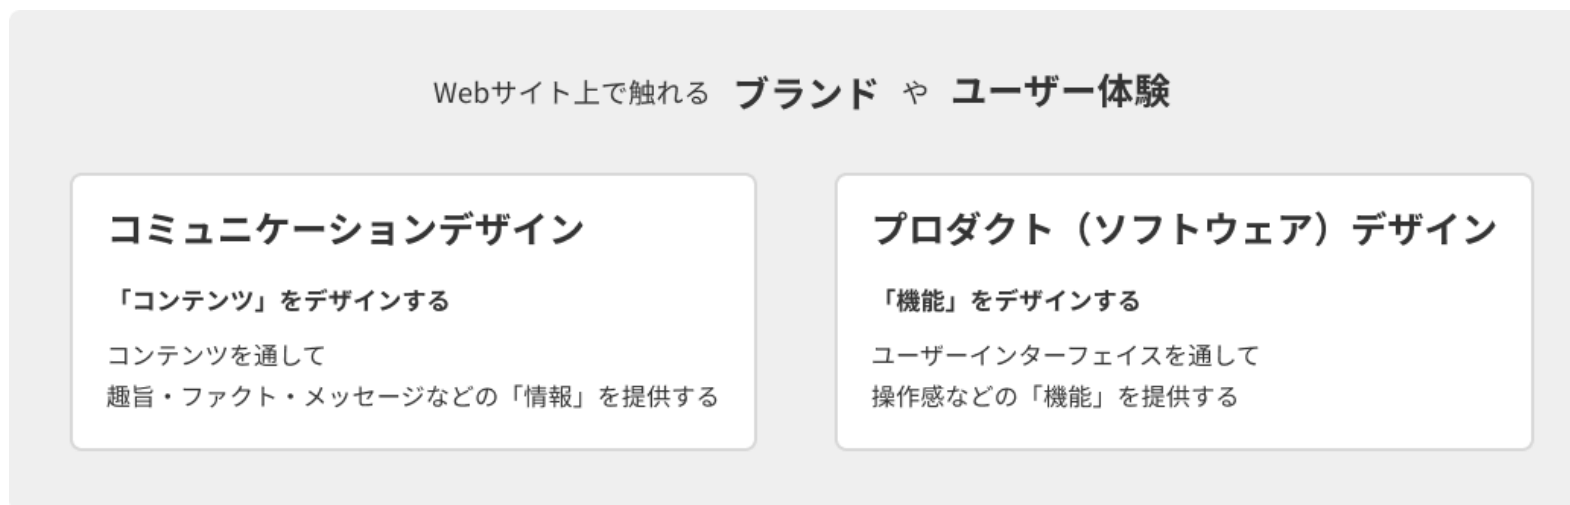 Webサイト上で触れる ブランド や ユーザー体験
コミュニケーションデザイン
「コンテンツ」をデザインする
コンテンツを通して
趣旨・ファクト・メッセージなどの「情報」を提供する
プロダクト（ソフトウェア）デザイン
「機能」をデザインする
ユーザーインターフェイスを通して
操作感などの「機能」を提供する